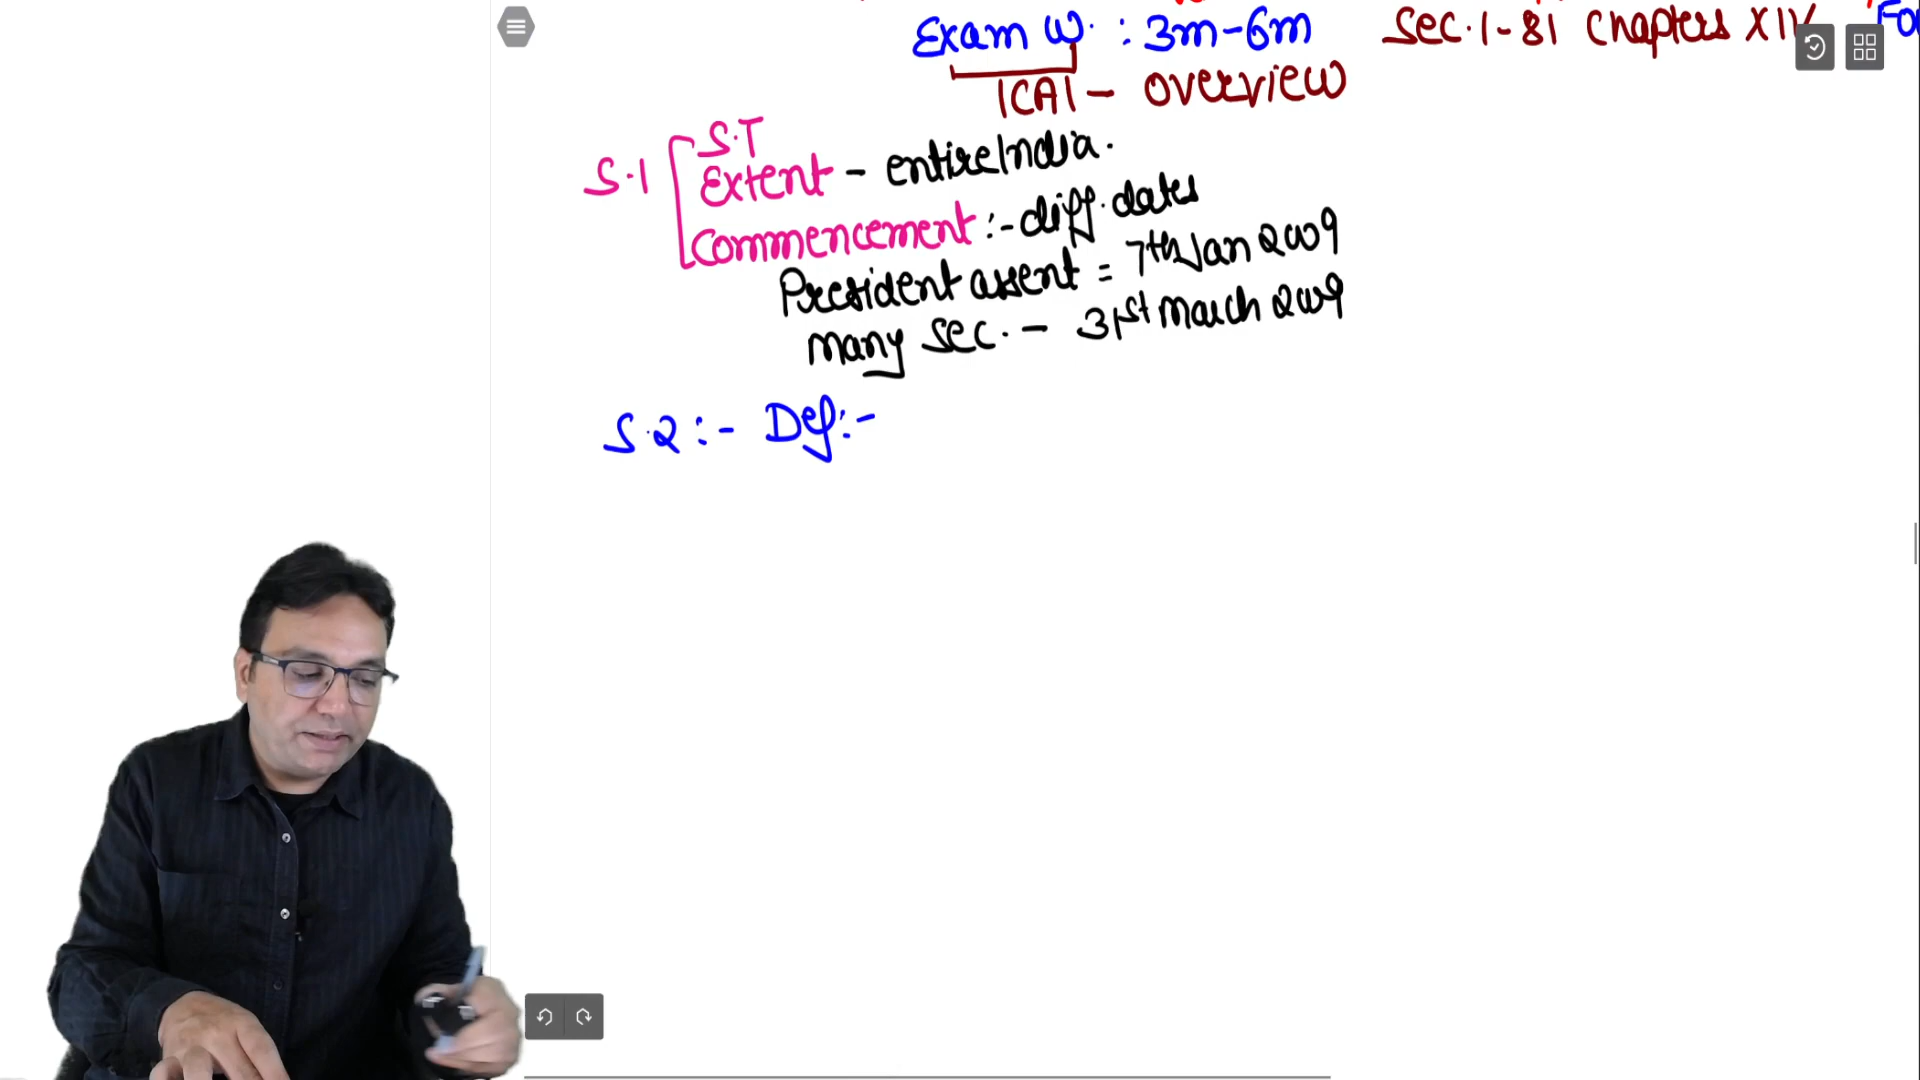 Exam W. : 3m-6m Sec.1-81 Chapters XIV Fo
ICAI - overview
S.1 S.T
Extent - entire India.
Commencement :- diff. dates
President assent = 7th Jan 2009
many Sec. - 31st March 2009
S.2 :- Def :-